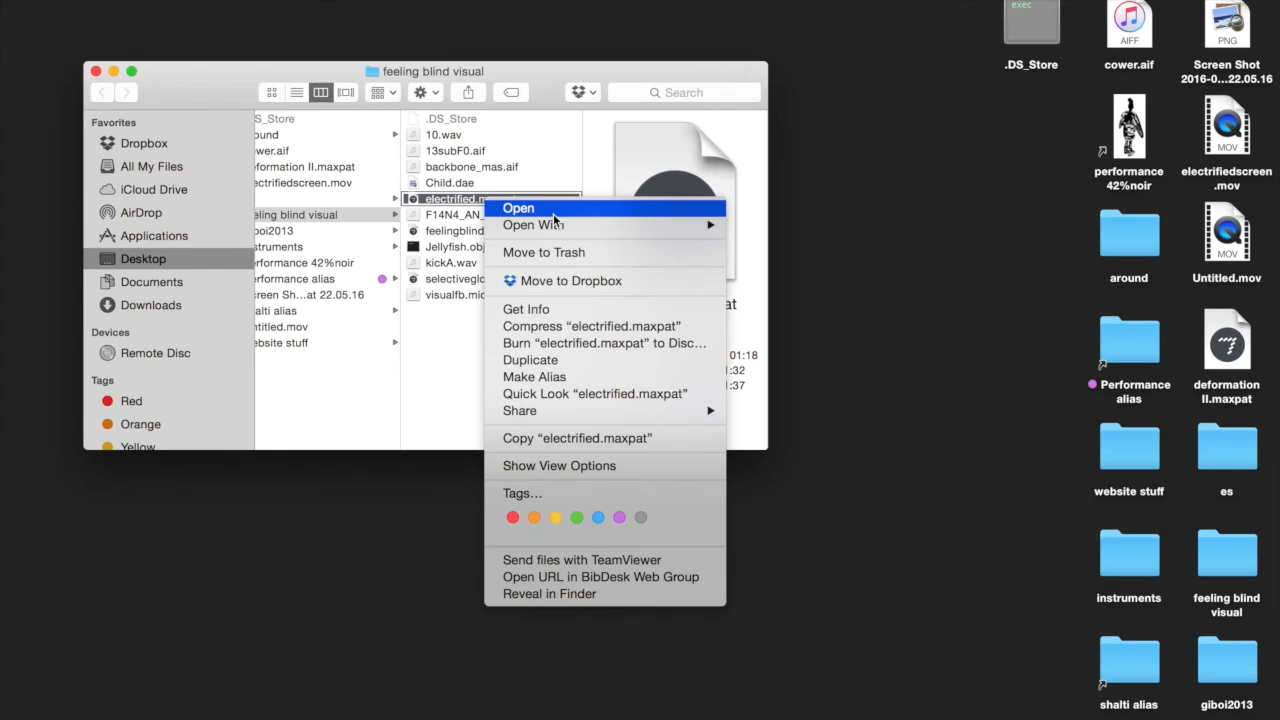 feeling blind visual
Search
Favorites
Dropbox
All My Files
iCloud Drive
AirDrop
Applications
Desktop
Documents
Downloads
Devices
Remote Disc
Tags
Red
Orange
Yellow
S_Store
ound
wer.aif
eformation II.maxpat
ectrifiedscreen.mov
eling blind visual
boi2013
struments
erformance 42%noir
erformance alias
creen Sh...at 22.05.16
halti alias
ntitled.mov
ebsite stuff
.DS_Store
10.wav
13subF0.aif
backbone_mas.aif
Child.dae
electrified.m
F14N4_AN_
feelingblind
Jellyfish.obj
kickA.wav
selectiveglo
visualfb.mid
at
01:18
:32
:37
Open
Open With
Move to Trash
Move to Dropbox
Get Info
Compress “electrified.maxpat”
Burn “electrified.maxpat” to Disc...
Duplicate
Make Alias
Quick Look “electrified.maxpat”
Share
Copy “electrified.maxpat”
Show View Options
Tags...
Send files with TeamViewer
Open URL in BibDesk Web Group
Reveal in Finder
exec
.DS_Store
AIFF
cower.aif
PNG
Screen Shot
2016-0...22.05.16
performance
42%noir
MOV
electrifiedscreen
.mov
around
MOV
Untitled.mov
Performance
alias
deformation
II.maxpat
website stuff
es
instruments
feeling blind
visual
shalti alias
giboi2013